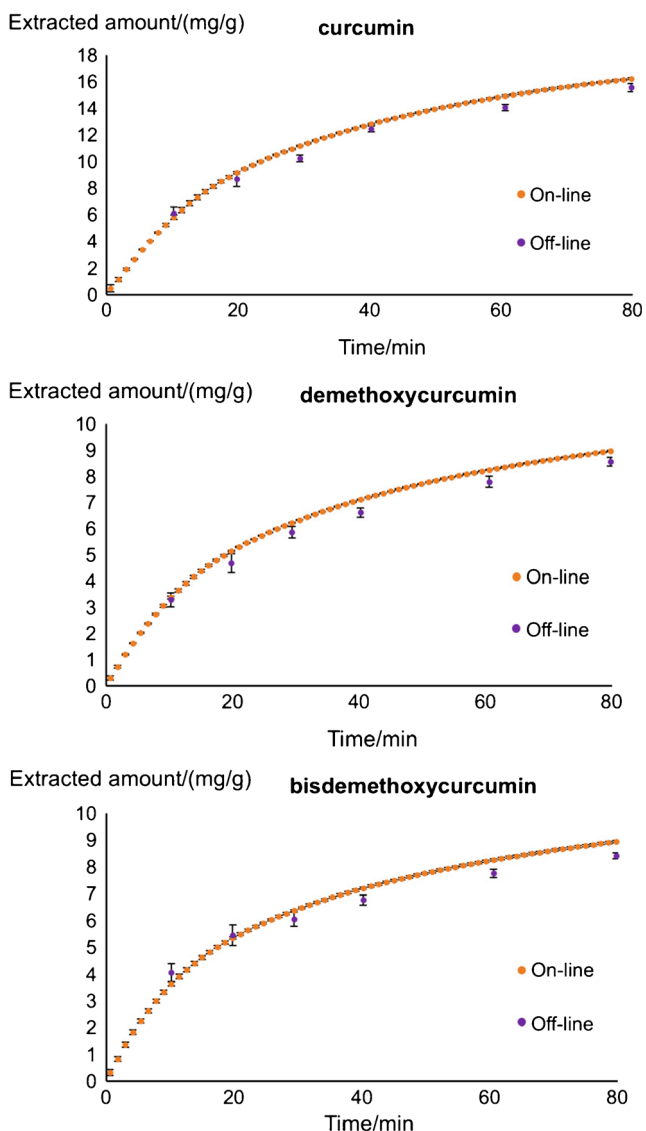 Extracted amount/(mg/g)
curcumin
18
16
14
12
10
8
6
4
2
0
On-line
Off-line
0 20 40 60 80
Time/min
Extracted amount/(mg/g)
demethoxycurcumin
10
9
8
7
6
5
4
3
2
1
0
On-line
Off-line
0 20 40 60 80
Time/min
Extracted amount/(mg/g)
bisdemethoxycurcumin
10
9
8
7
6
5
4
3
2
1
0
On-line
Off-line
0 20 40 60 80
Time/min